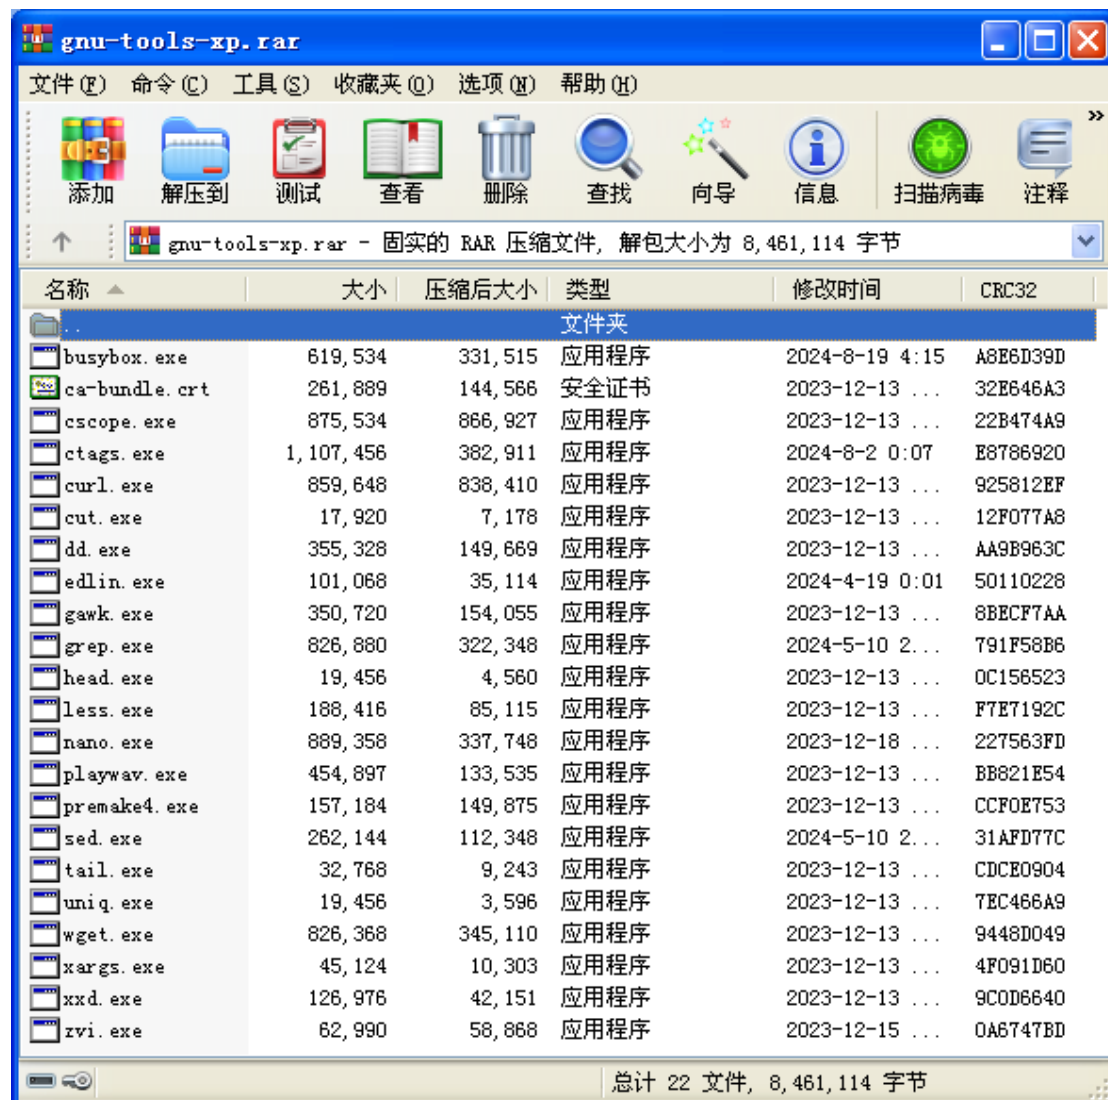 gnu-tools-xp.rar
文件(F) 命令(C) 工具(S) 收藏夹(O) 选项(N) 帮助(H)
添加 解压到 测试 查看 删除 查找 向导 信息 扫描病毒 注释 »
gnu-tools-xp.rar - 固实的 RAR 压缩文件, 解包大小为 8,461,114 字节
名称 大小 压缩后大小 类型 修改时间 CRC32
.. 文件夹
busybox.exe 619,534 331,515 应用程序 2024-8-19 4:15 A8E6D39D
ca-bundle.crt 261,889 144,566 安全证书 2023-12-13 ... 32E646A3
cscope.exe 875,534 866,927 应用程序 2023-12-13 ... 22B474A9
ctags.exe 1,107,456 382,911 应用程序 2024-8-2 0:07 E8786920
curl.exe 859,648 838,410 应用程序 2023-12-13 ... 925812EF
cut.exe 17,920 7,178 应用程序 2023-12-13 ... 12F077A8
dd.exe 355,328 149,669 应用程序 2023-12-13 ... AA9B963C
edlin.exe 101,068 35,114 应用程序 2024-4-19 0:01 50110228
gawk.exe 350,720 154,055 应用程序 2023-12-13 ... 8BECF7AA
grep.exe 826,880 322,348 应用程序 2024-5-10 2... 791F58B6
head.exe 19,456 4,560 应用程序 2023-12-13 ... 0C156523
less.exe 188,416 85,115 应用程序 2023-12-13 ... F7E7192C
nano.exe 889,358 337,748 应用程序 2023-12-18 ... 227563FD
playwav.exe 454,897 133,535 应用程序 2023-12-13 ... BB821E54
premake4.exe 157,184 149,875 应用程序 2023-12-13 ... CCF0E753
sed.exe 262,144 112,348 应用程序 2024-5-10 2... 31AFD77C
tail.exe 32,768 9,243 应用程序 2023-12-13 ... CDCE0904
uniq.exe 19,456 3,596 应用程序 2023-12-13 ... 7EC466A9
wget.exe 826,368 345,110 应用程序 2023-12-13 ... 9448D049
xargs.exe 45,124 10,303 应用程序 2023-12-13 ... 4F091D60
xxd.exe 126,976 42,151 应用程序 2023-12-13 ... 9C0D6640
zvi.exe 62,990 58,868 应用程序 2023-12-15 ... 0A6747BD
总计 22 文件, 8,461,114 字节